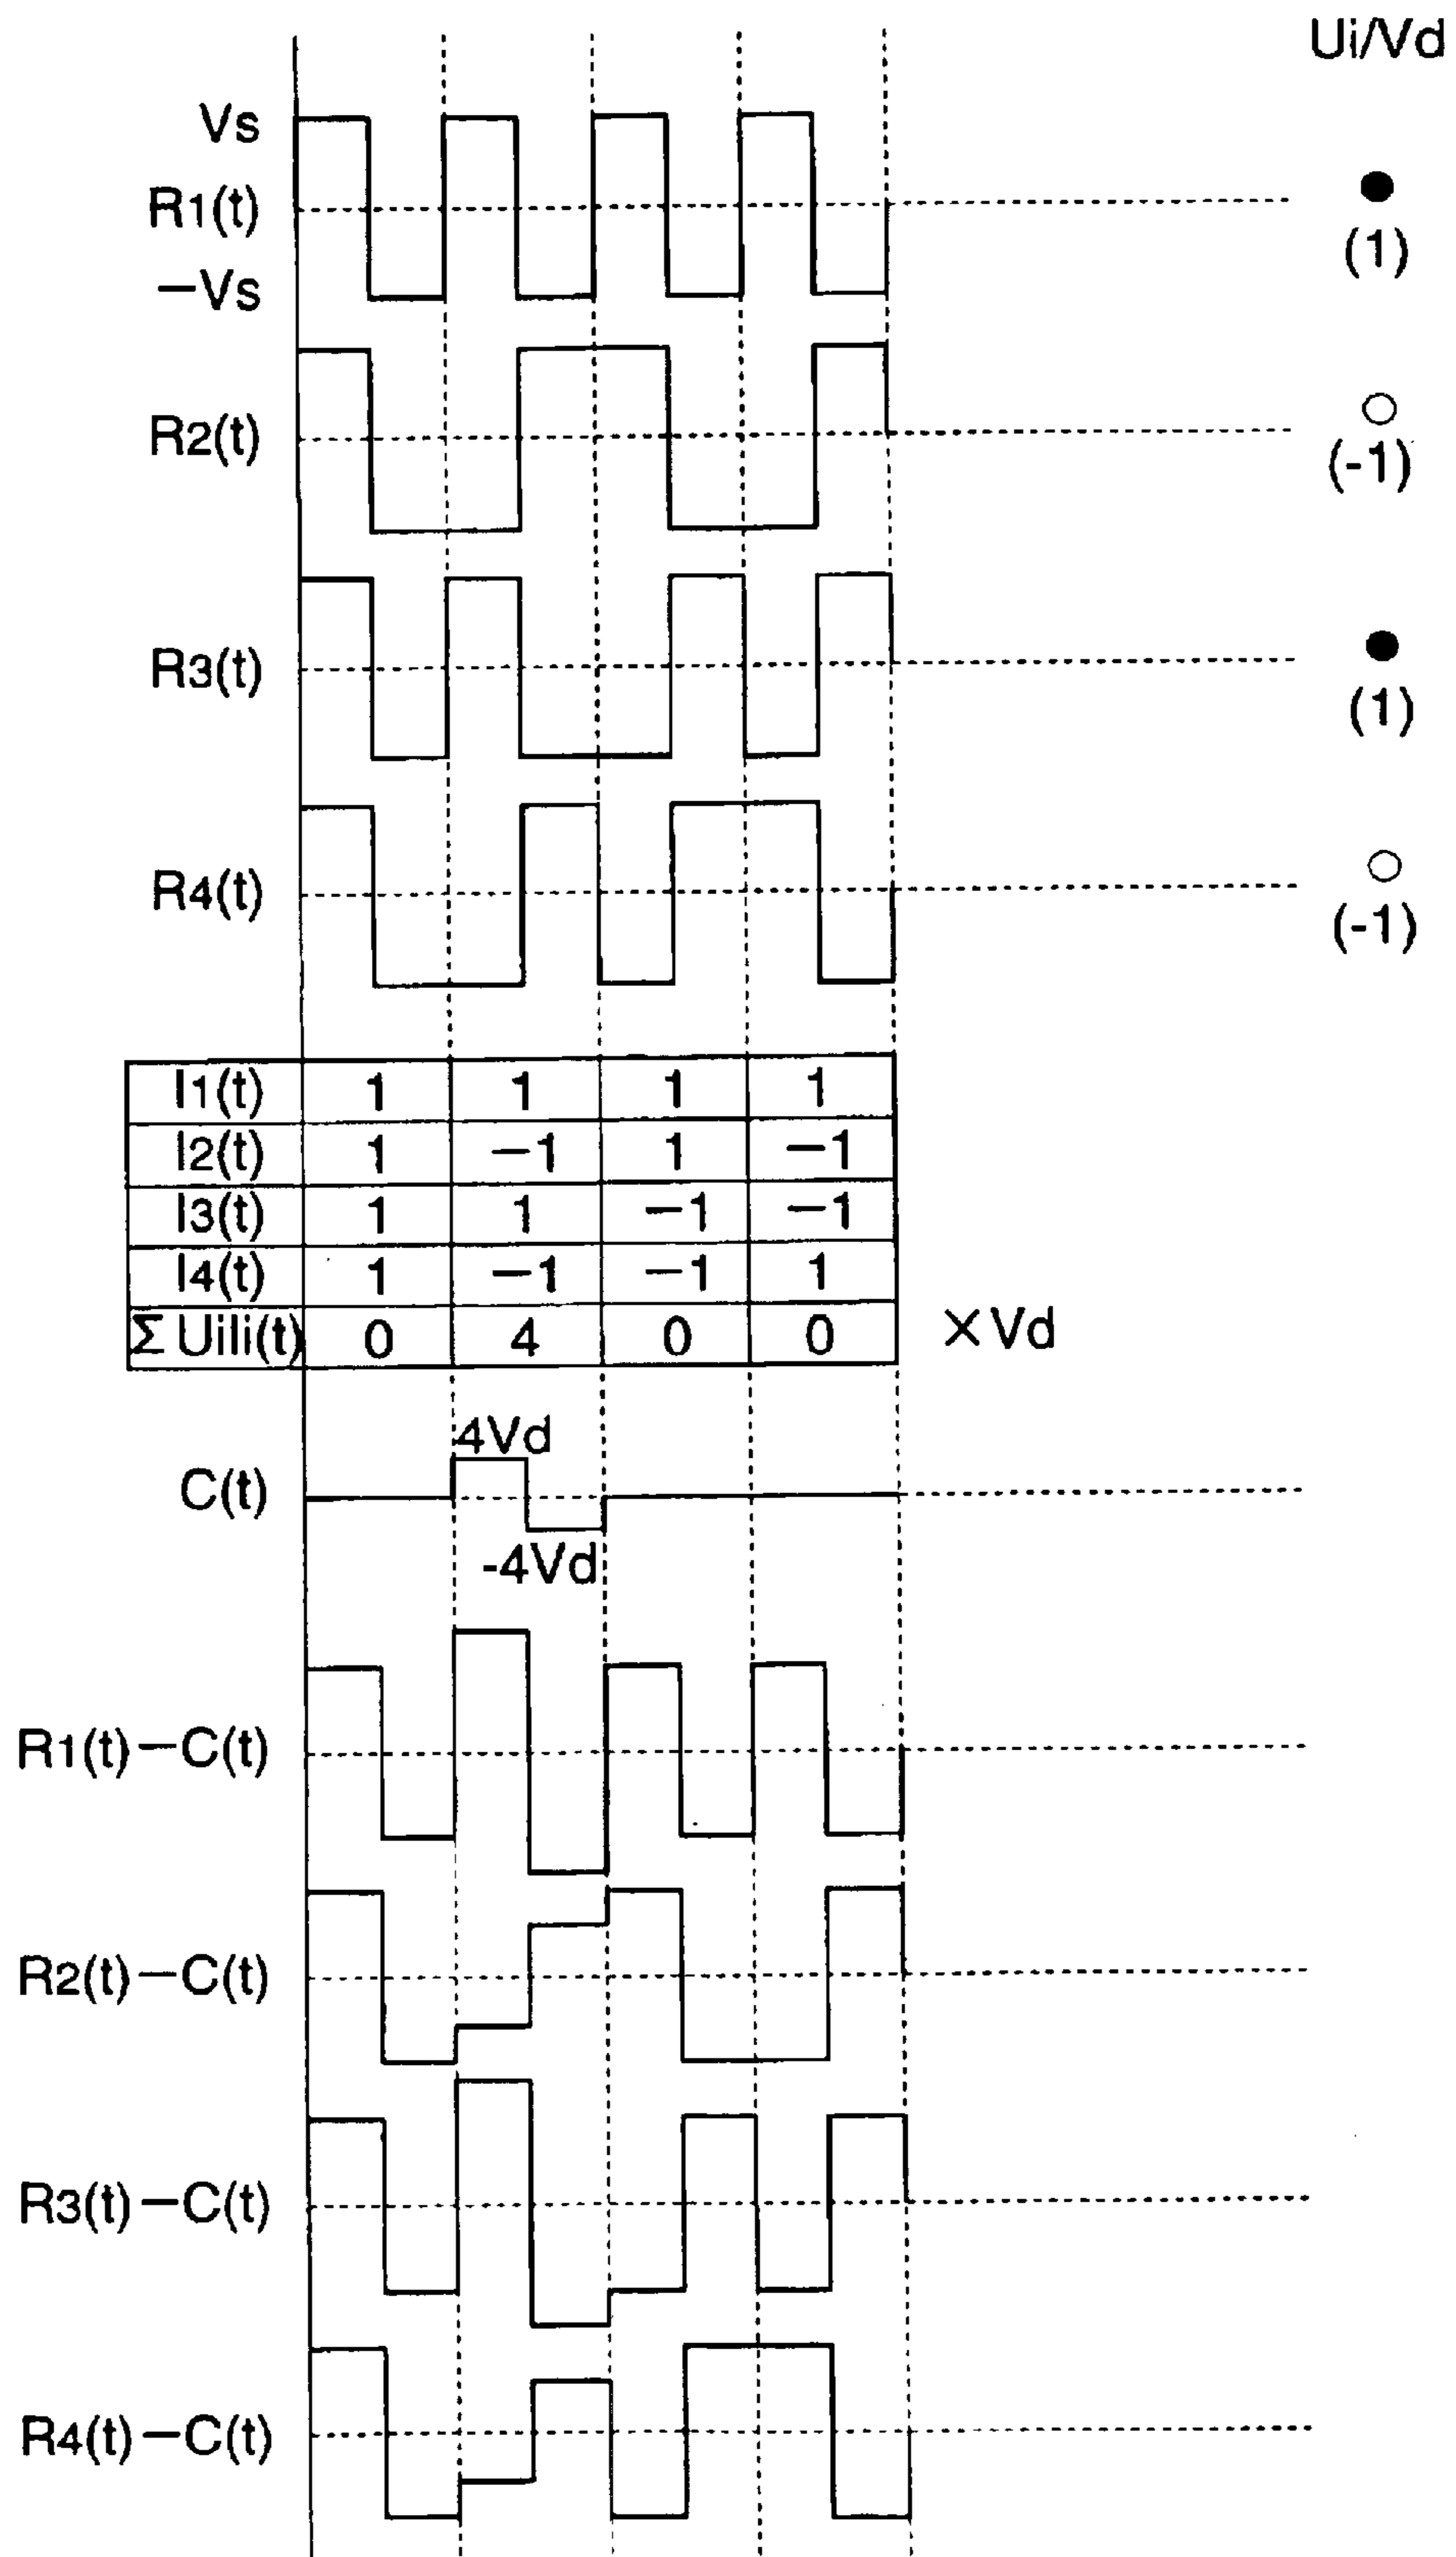 Ui/Vd
Vs
R1(t)
−Vs
●
(1)
R2(t)
○
(-1)
R3(t)
●
(1)
R4(t)
○
(-1)
I1(t) 1 1 1 1
I2(t) 1 −1 1 −1
I3(t) 1 1 −1 −1
I4(t) 1 −1 −1 1
Σ UiIi(t) 0 4 0 0 ×Vd
4Vd
C(t)
-4Vd
R1(t)−C(t)
R2(t)−C(t)
R3(t)−C(t)
R4(t)−C(t)